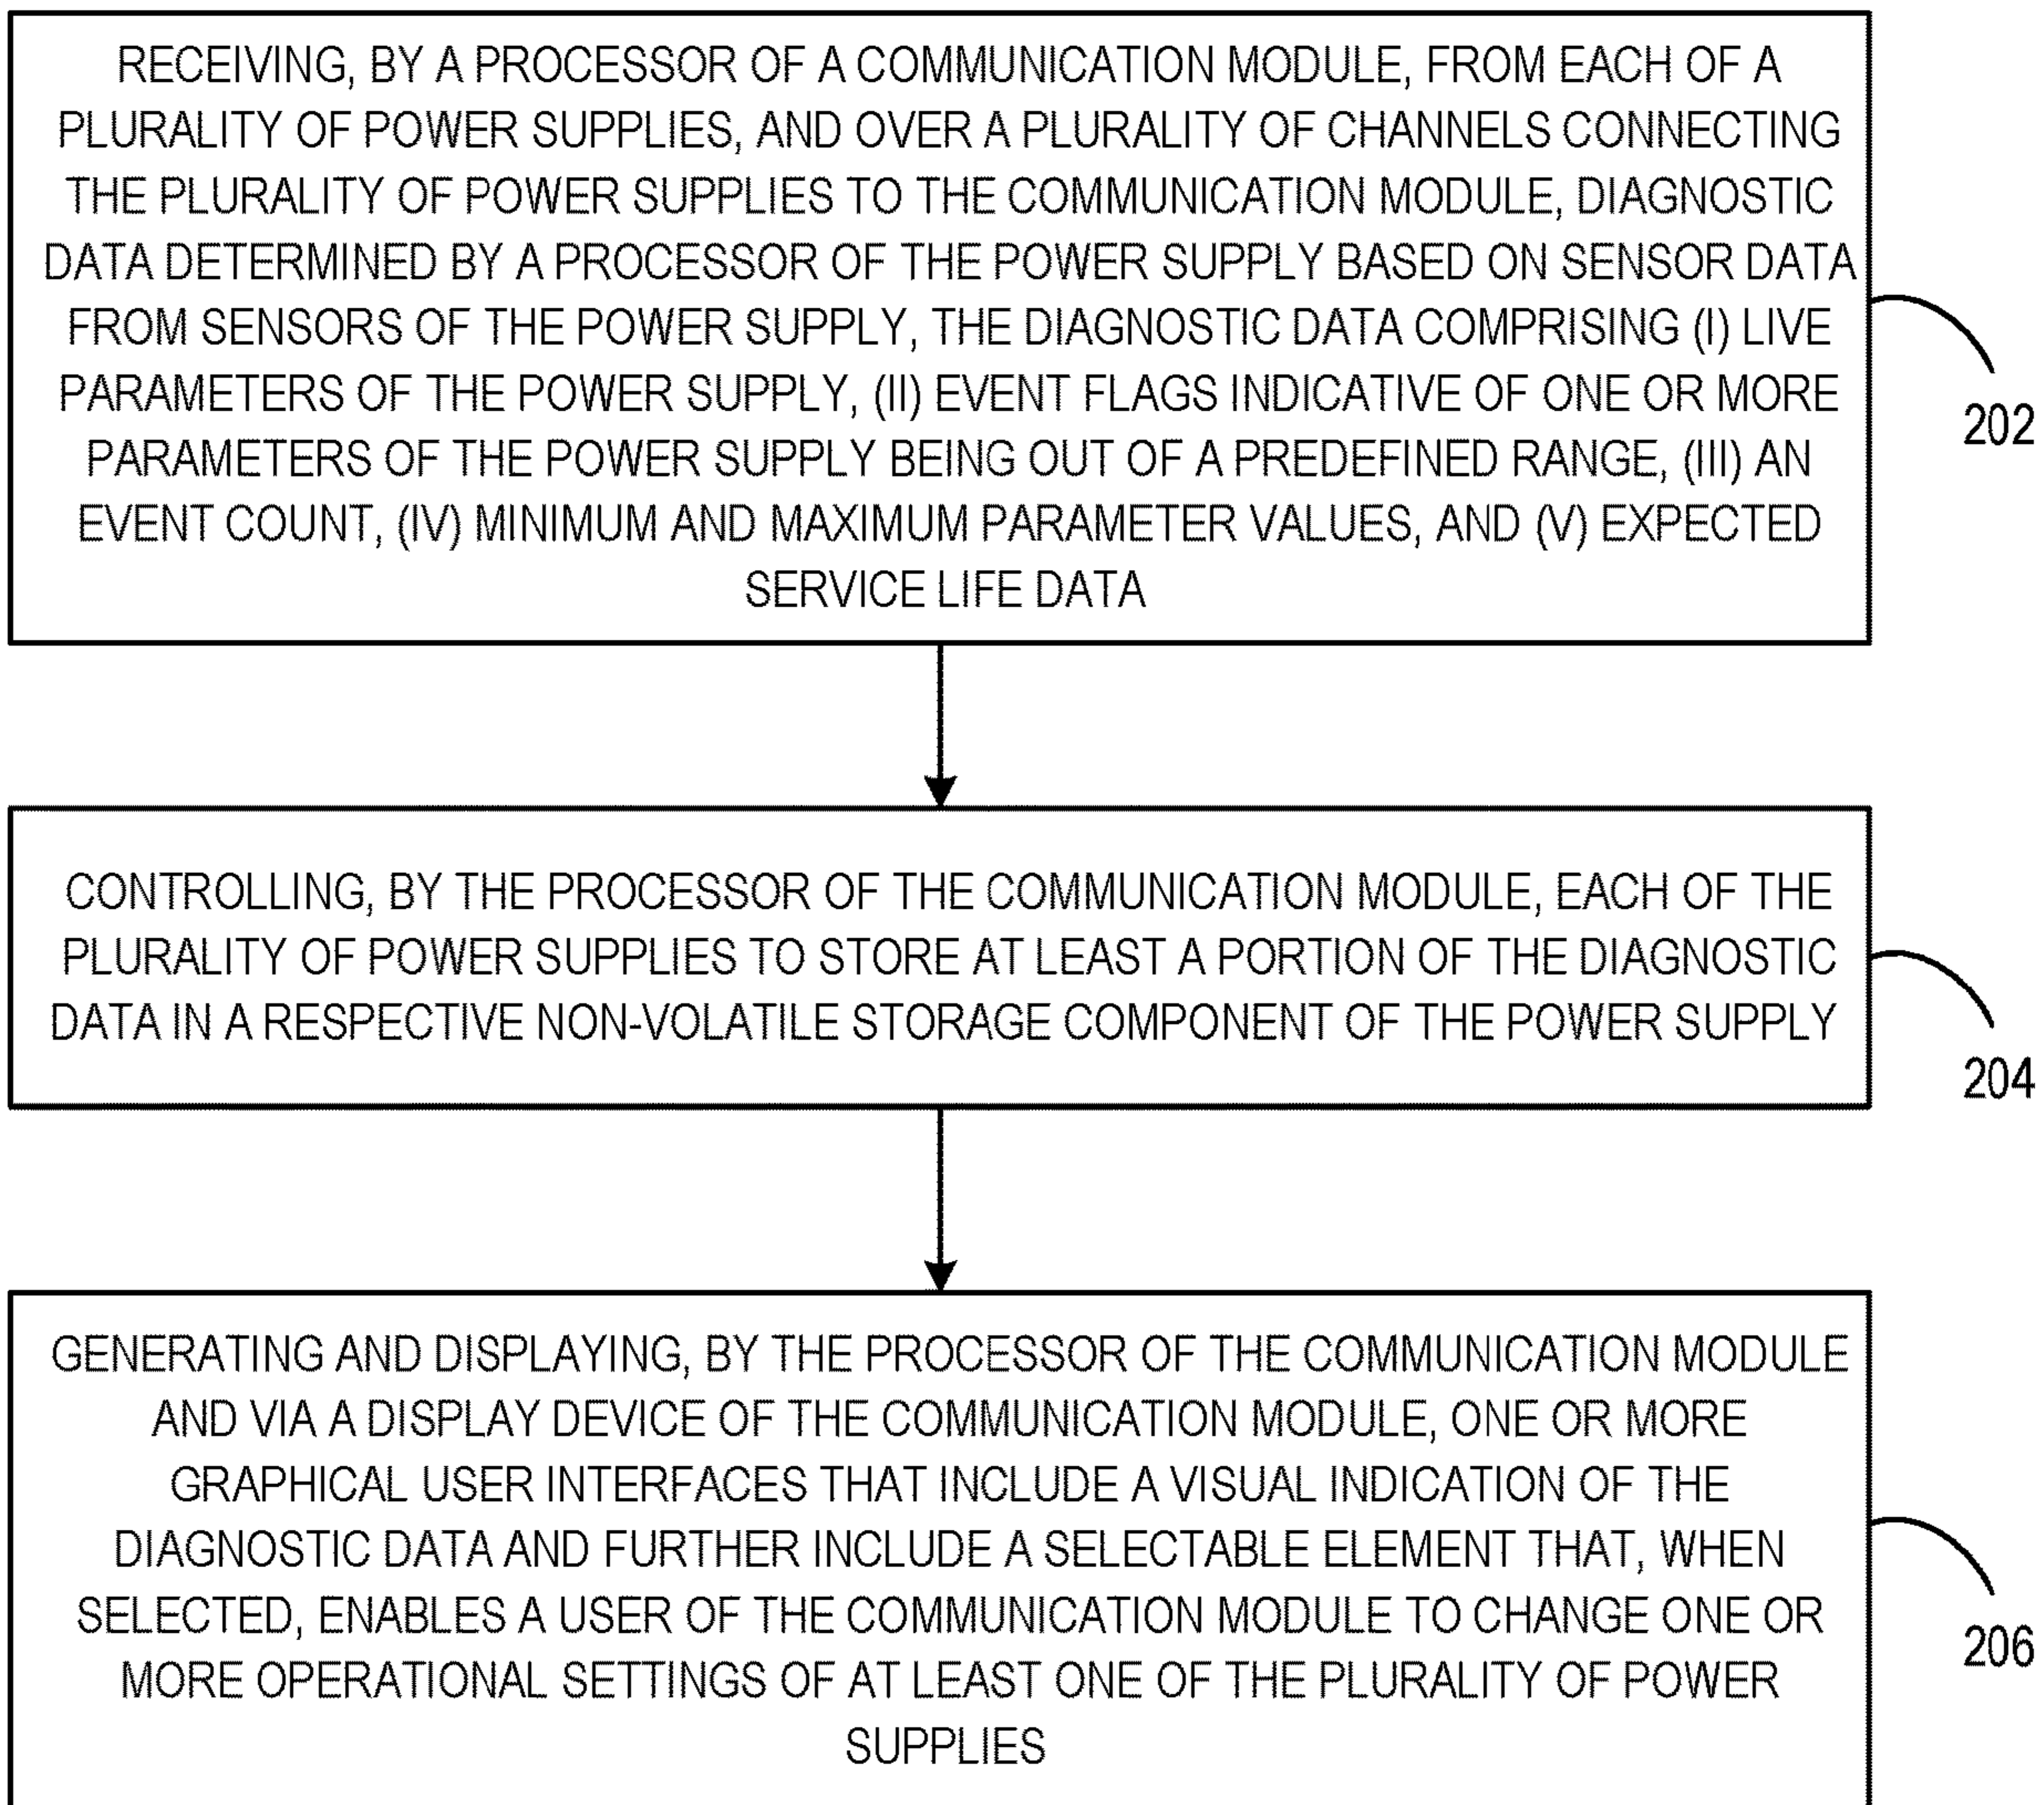 RECEIVING, BY A PROCESSOR OF A COMMUNICATION MODULE, FROM EACH OF A
PLURALITY OF POWER SUPPLIES, AND OVER A PLURALITY OF CHANNELS CONNECTING
THE PLURALITY OF POWER SUPPLIES TO THE COMMUNICATION MODULE, DIAGNOSTIC
DATA DETERMINED BY A PROCESSOR OF THE POWER SUPPLY BASED ON SENSOR DATA
FROM SENSORS OF THE POWER SUPPLY, THE DIAGNOSTIC DATA COMPRISING (I) LIVE
PARAMETERS OF THE POWER SUPPLY, (II) EVENT FLAGS INDICATIVE OF ONE OR MORE
PARAMETERS OF THE POWER SUPPLY BEING OUT OF A PREDEFINED RANGE, (III) AN
EVENT COUNT, (IV) MINIMUM AND MAXIMUM PARAMETER VALUES, AND (V) EXPECTED
SERVICE LIFE DATA
202
CONTROLLING, BY THE PROCESSOR OF THE COMMUNICATION MODULE, EACH OF THE
PLURALITY OF POWER SUPPLIES TO STORE AT LEAST A PORTION OF THE DIAGNOSTIC
DATA IN A RESPECTIVE NON-VOLATILE STORAGE COMPONENT OF THE POWER SUPPLY
204
GENERATING AND DISPLAYING, BY THE PROCESSOR OF THE COMMUNICATION MODULE
AND VIA A DISPLAY DEVICE OF THE COMMUNICATION MODULE, ONE OR MORE
GRAPHICAL USER INTERFACES THAT INCLUDE A VISUAL INDICATION OF THE
DIAGNOSTIC DATA AND FURTHER INCLUDE A SELECTABLE ELEMENT THAT, WHEN
SELECTED, ENABLES A USER OF THE COMMUNICATION MODULE TO CHANGE ONE OR
MORE OPERATIONAL SETTINGS OF AT LEAST ONE OF THE PLURALITY OF POWER
SUPPLIES
206